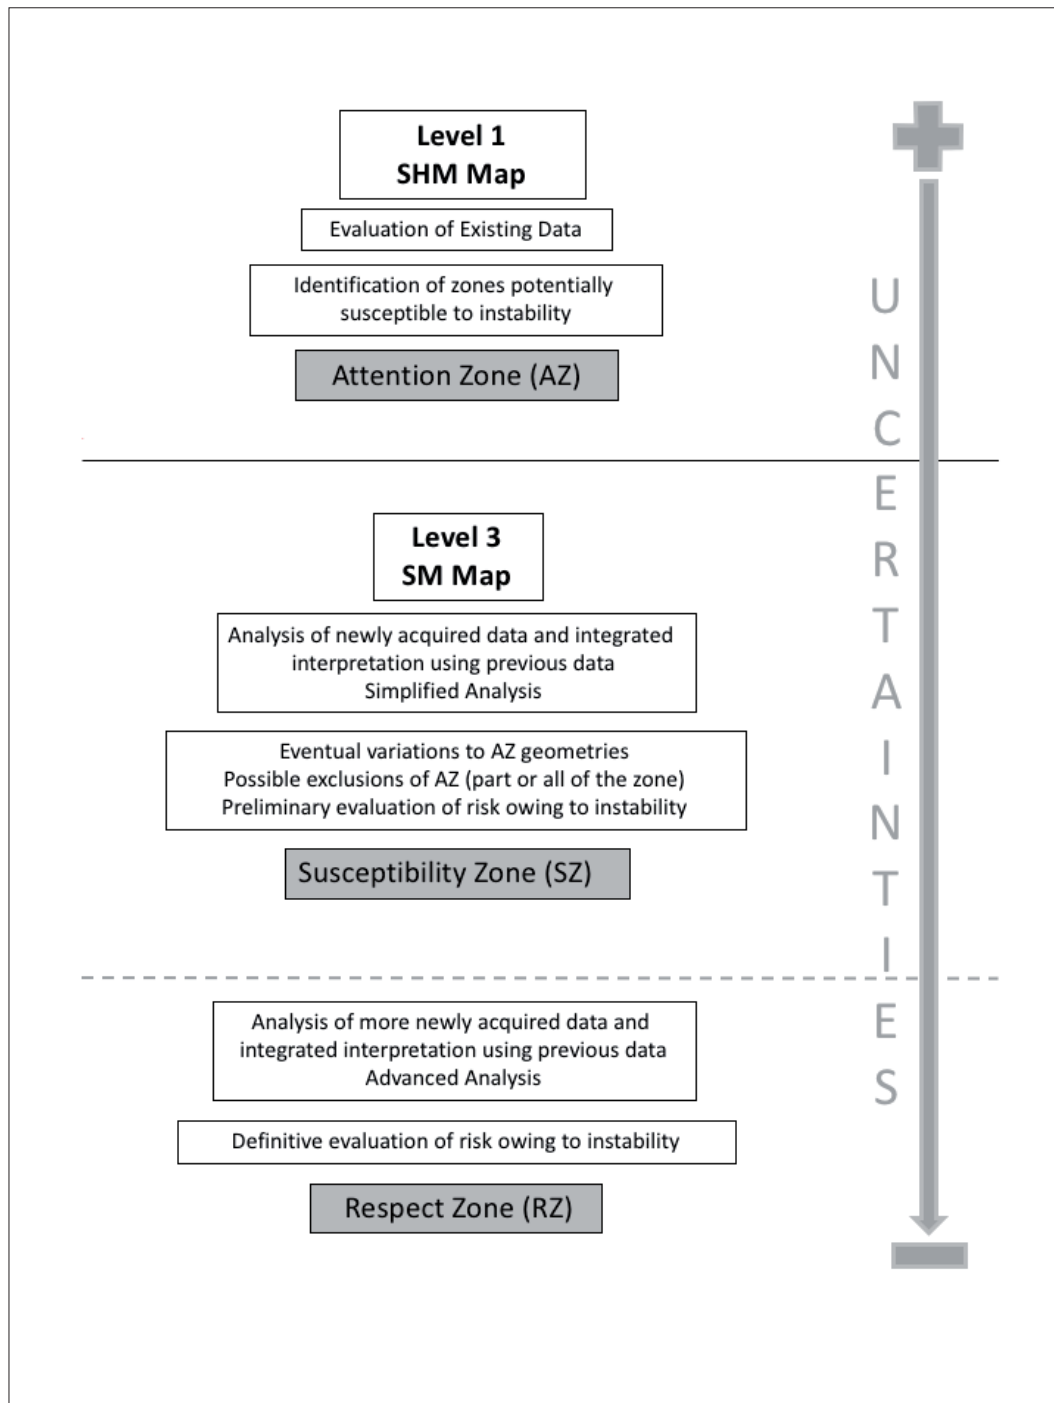 Level 1
SHM Map
Evaluation of Existing Data
Identification of zones potentially
susceptible to instability
Attention Zone (AZ)
Level 3
SM Map
Analysis of newly acquired data and integrated
interpretation using previous data
Simplified Analysis
Eventual variations to AZ geometries
Possible exclusions of AZ (part or all of the zone)
Preliminary evaluation of risk owing to instability
Susceptibility Zone (SZ)
Analysis of more newly acquired data and
integrated interpretation using previous data
Advanced Analysis
Definitive evaluation of risk owing to instability
Respect Zone (RZ)
UNCERTAINTIES